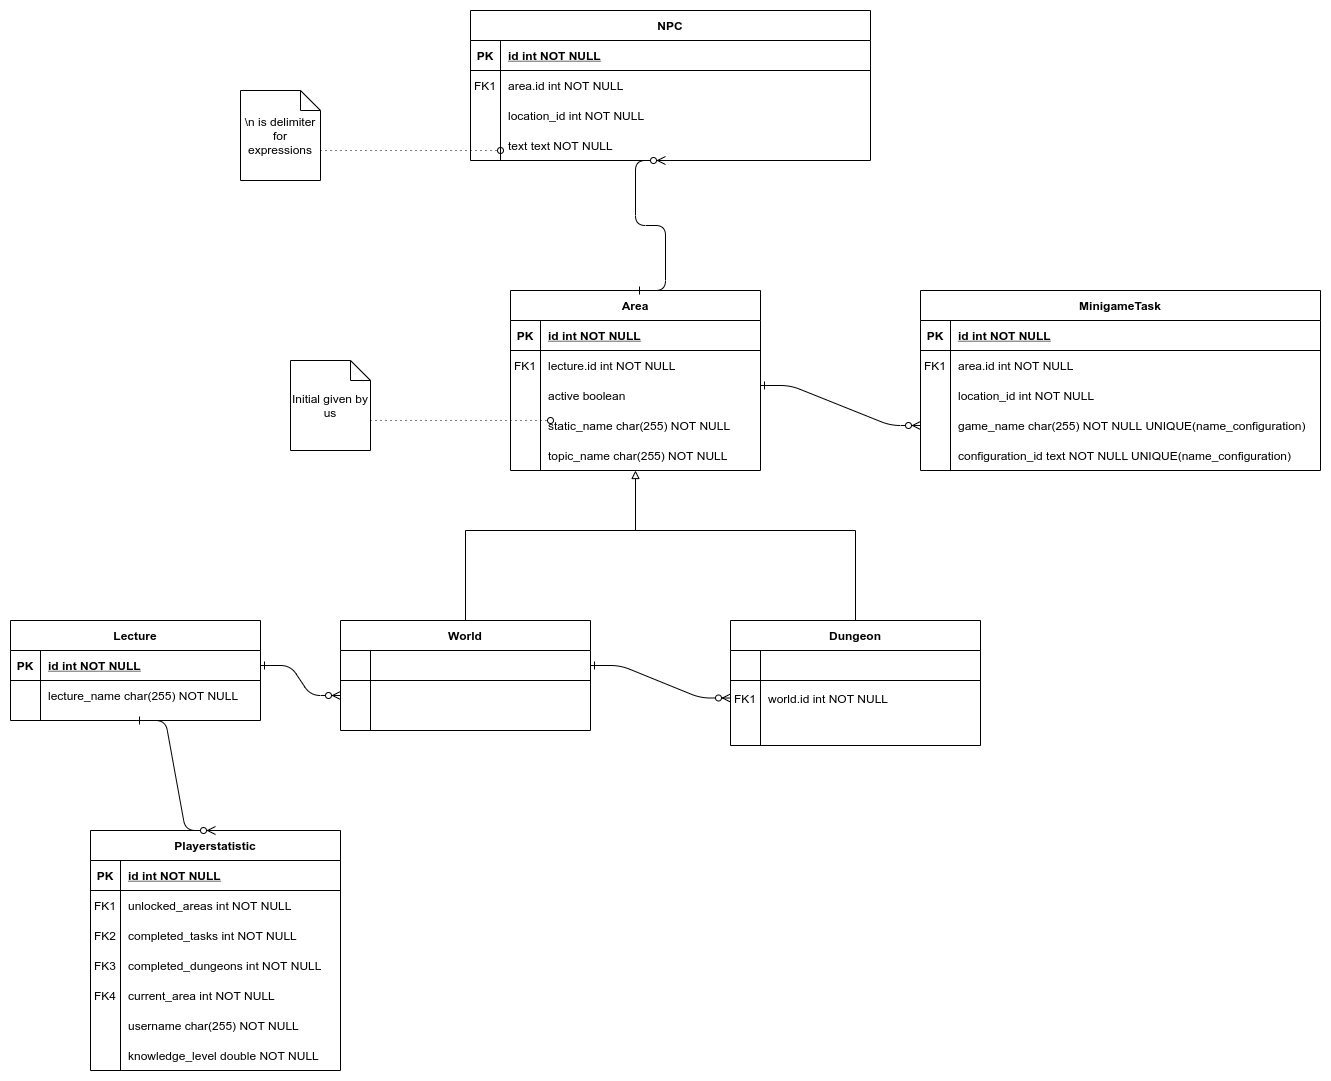 NPC
PK id int NOT NULL
FK1 area.id int NOT NULL
location_id int NOT NULL
text text NOT NULL
\n is delimiter
for
expressions
Area
PK id int NOT NULL
FK1 lecture.id int NOT NULL
active boolean
static_name char(255) NOT NULL
topic_name char(255) NOT NULL
Initial given by
us
MinigameTask
PK id int NOT NULL
FK1 area.id int NOT NULL
location_id int NOT NULL
game_name char(255) NOT NULL UNIQUE(name_configuration)
configuration_id text NOT NULL UNIQUE(name_configuration)
Lecture
PK id int NOT NULL
lecture_name char(255) NOT NULL
World
Dungeon
FK1 world.id int NOT NULL
Playerstatistic
PK id int NOT NULL
FK1 unlocked_areas int NOT NULL
FK2 completed_tasks int NOT NULL
FK3 completed_dungeons int NOT NULL
FK4 current_area int NOT NULL
username char(255) NOT NULL
knowledge_level double NOT NULL